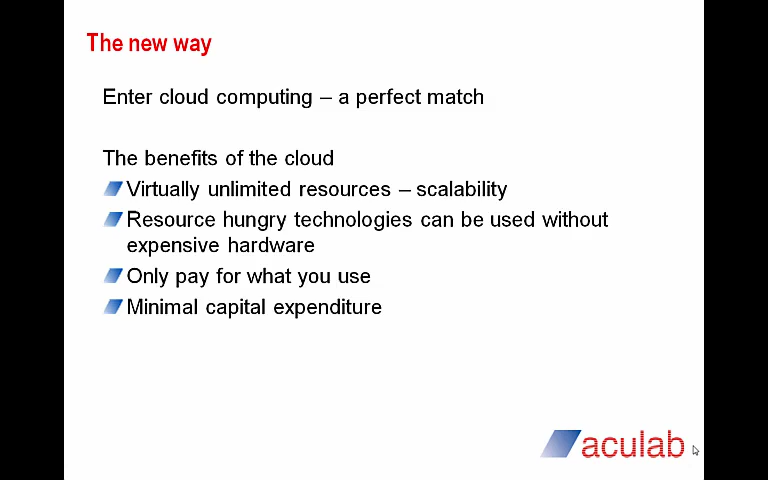 The new way
Enter cloud computing – a perfect match
The benefits of the cloud
Virtually unlimited resources – scalability
Resource hungry technologies can be used without
expensive hardware
Only pay for what you use
Minimal capital expenditure
aculab